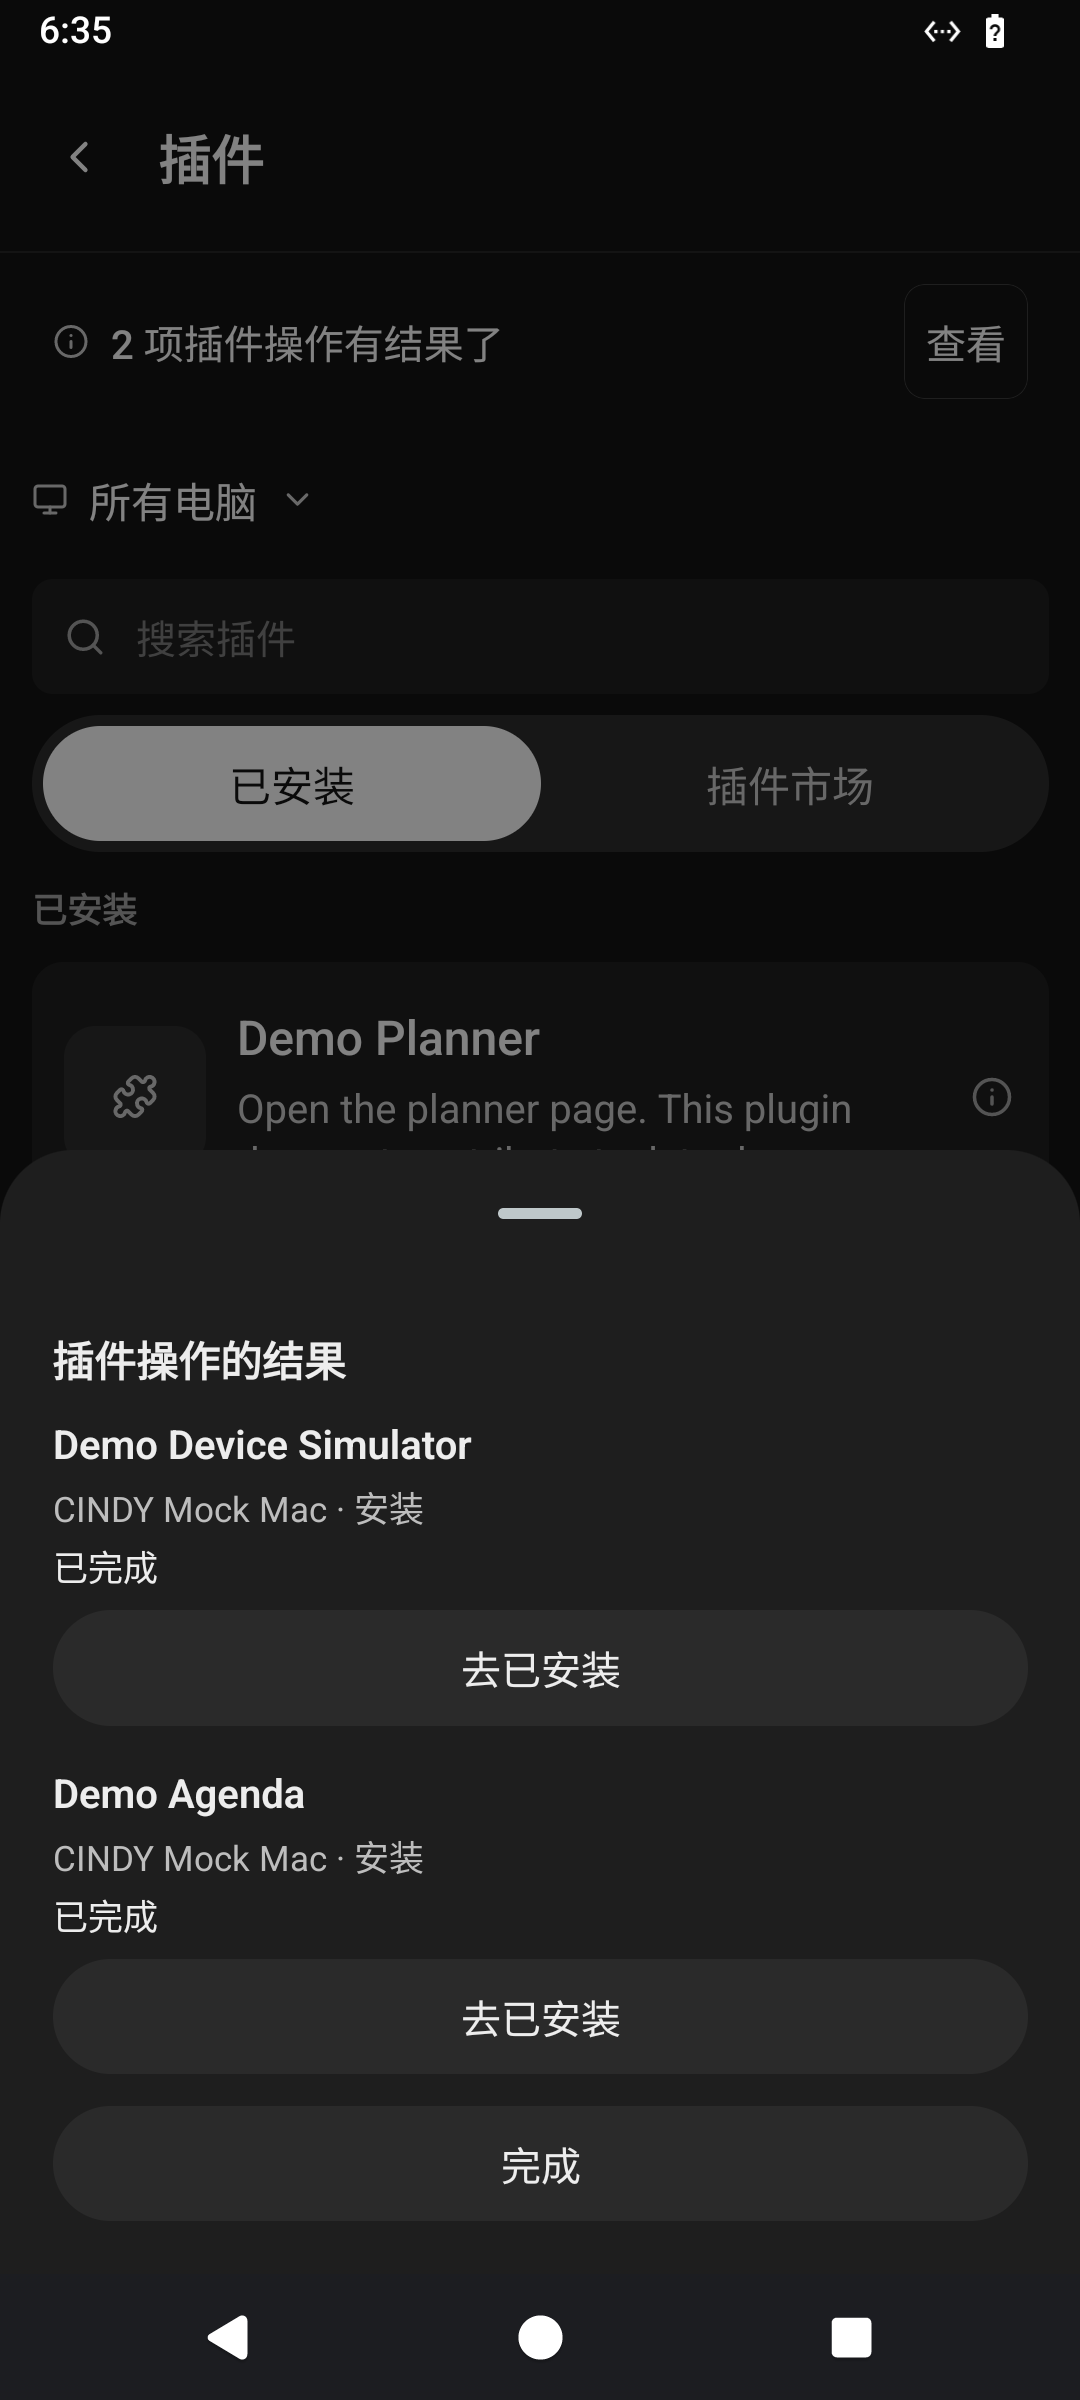 6:35
插件
2 项插件操作有结果了
查看
所有电脑
搜索插件
已安装
插件市场
已安装
Demo Planner
Open the planner page. This plugin
插件操作的结果
Demo Device Simulator
CINDY Mock Mac · 安装
已完成
去已安装
Demo Agenda
CINDY Mock Mac · 安装
已完成
去已安装
完成